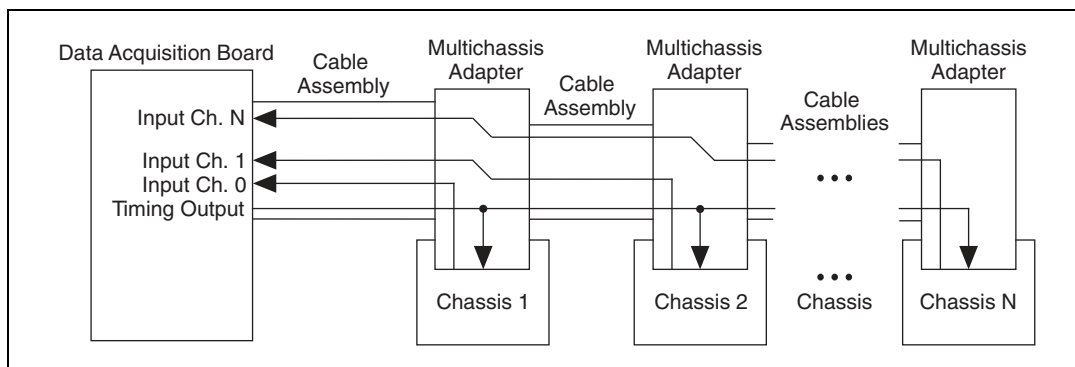 Data Acquisition Board
Cable
Assembly
Multichassis
Adapter
Cable
Assembly
Multichassis
Adapter
Cable
Assemblies
Multichassis
Adapter
Input Ch. N
Input Ch. 1
Input Ch. 0
Timing Output
Chassis 1
Chassis 2
Chassis
Chassis N